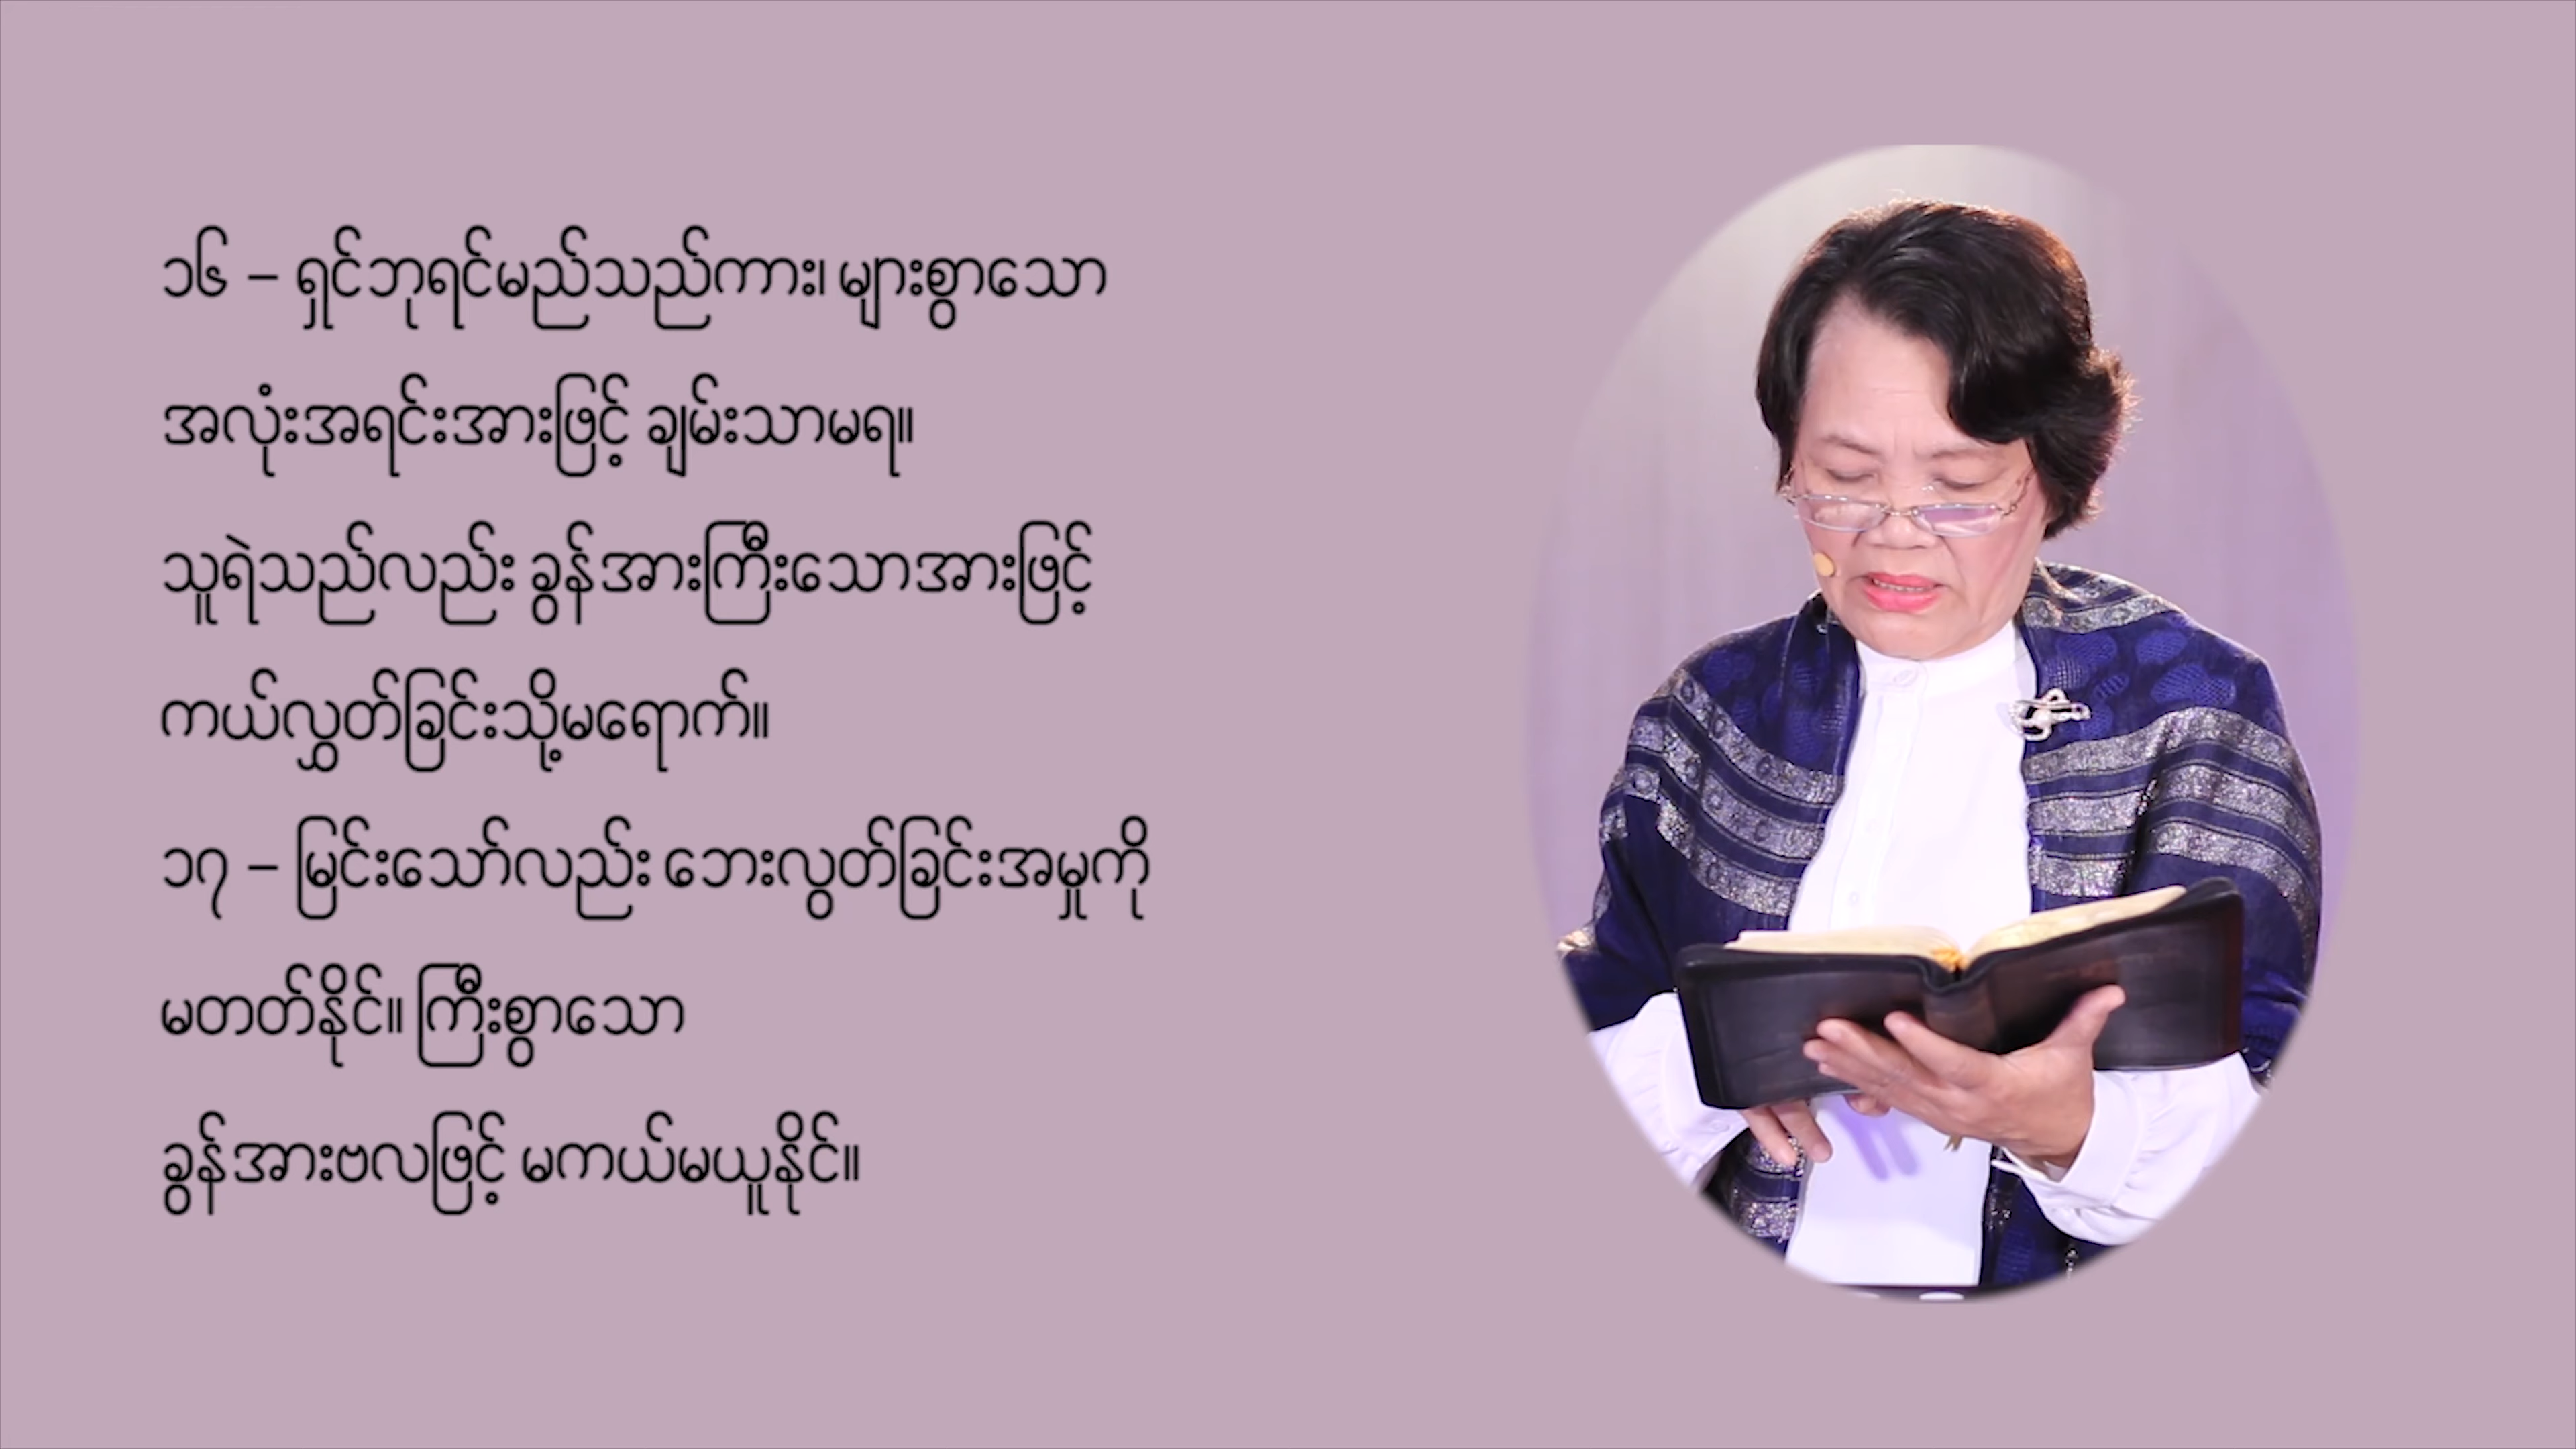 ၁၆ – ရှင်ဘုရင်မည်သည်ကား၊ များစွာသော
အလုံးအရင်းအားဖြင့် ချမ်းသာမရ။
သူရဲသည်လည်း ခွန်အားကြီးသောအားဖြင့်
ကယ်လွှတ်ခြင်းသို့မရောက်။
၁၇ – မြင်းသော်လည်း ဘေးလွတ်ခြင်းအမှုကို
မတတ်နိုင်။ ကြီးစွာသော
ခွန်အားဗလဖြင့် မကယ်မယူနိုင်။